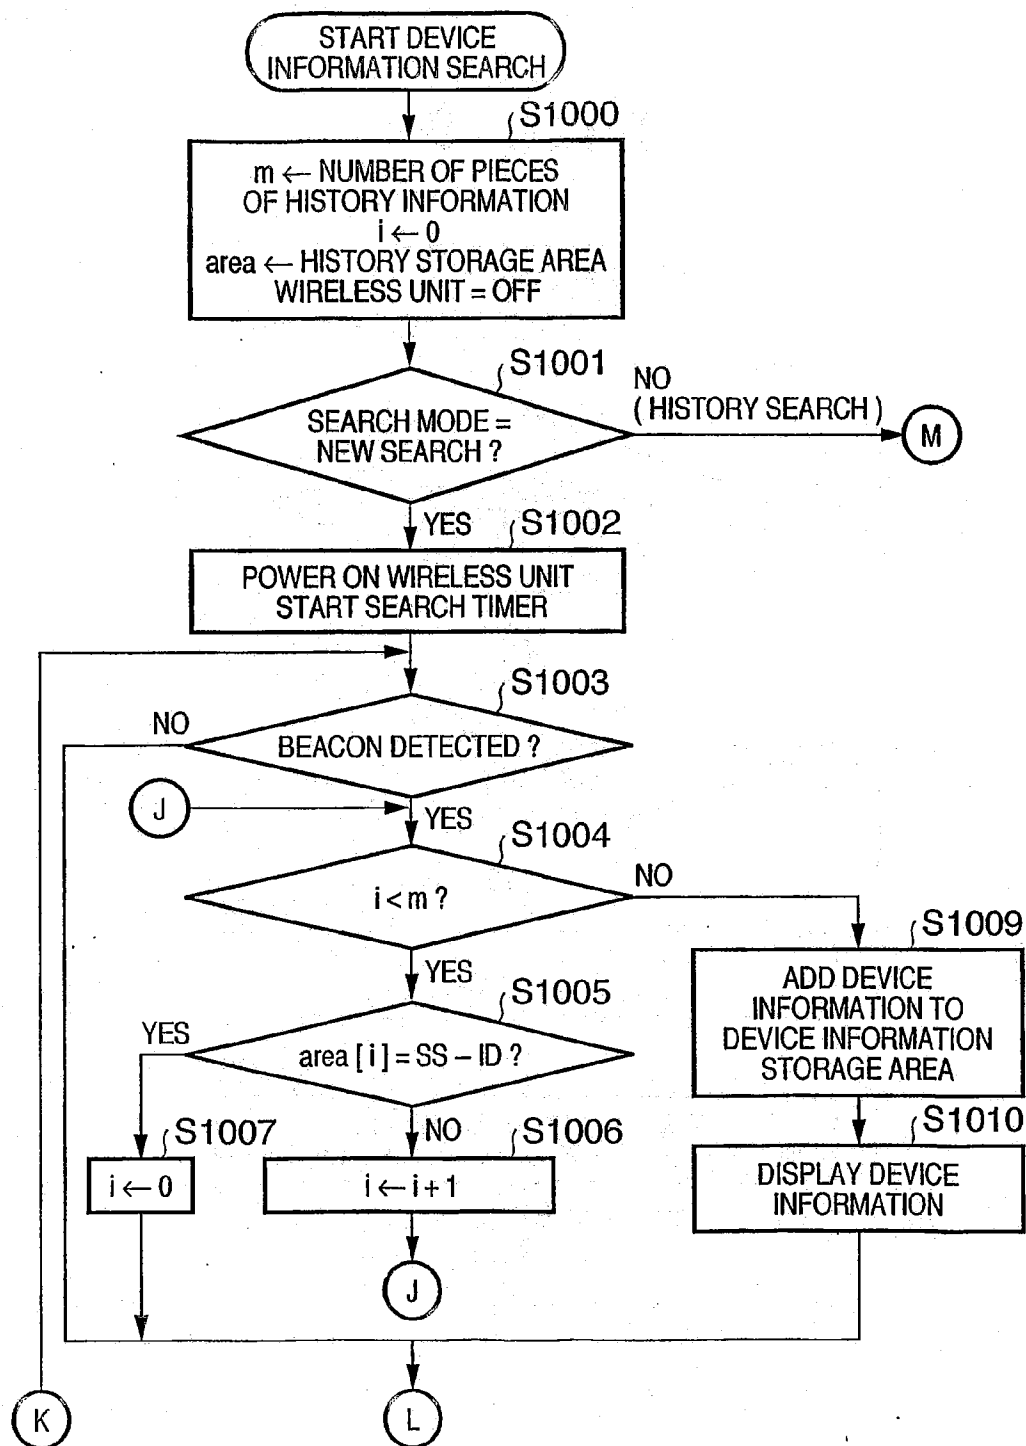 START DEVICE
INFORMATION SEARCH
S1000
m ← NUMBER OF PIECES
OF HISTORY INFORMATION
i ← 0
area ← HISTORY STORAGE AREA
WIRELESS UNIT = OFF
S1001
NO
( HISTORY SEARCH )
SEARCH MODE =
NEW SEARCH ?
M
YES
S1002
POWER ON WIRELESS UNIT
START SEARCH TIMER
S1003
NO
BEACON DETECTED ?
J
YES
S1004
NO
i < m ?
S1009
YES
ADD DEVICE
INFORMATION TO
DEVICE INFORMATION
STORAGE AREA
S1005
YES
area [ i ] = SS – ID ?
S1010
S1007
NO
S1006
DISPLAY DEVICE
INFORMATION
i ← 0
i ← i + 1
J
K
L